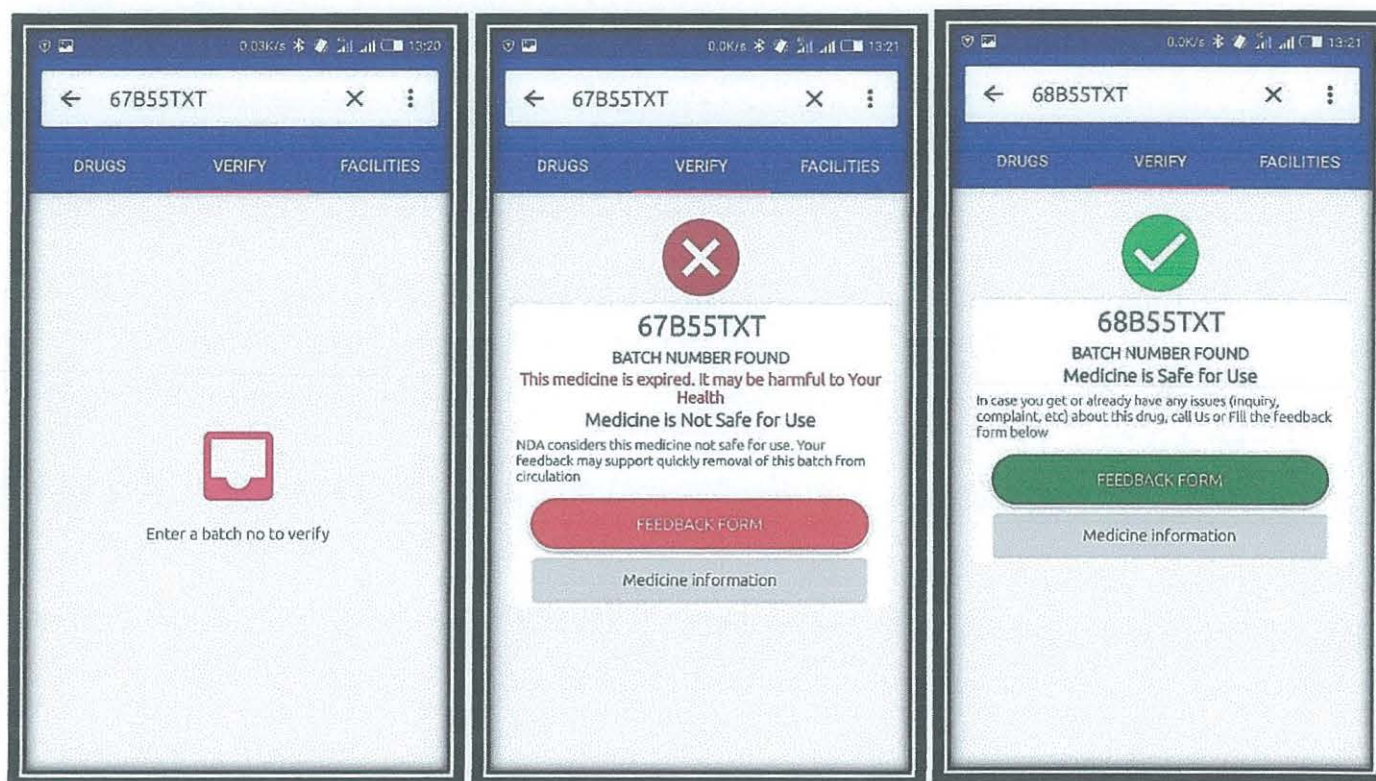 0.03K/s 13:20
67B55TXT
DRUGS VERIFY FACILITIES
Enter a batch no to verify
0.0K/s 13:21
67B55TXT
DRUGS VERIFY FACILITIES
67B55TXT
BATCH NUMBER FOUND
This medicine is expired. It may be harmful to Your
Health
Medicine is Not Safe for Use
NDA considers this medicine not safe for use. Your
feedback may support quickly removal of this batch from
circulation
FEEDBACK FORM
Medicine information
0.0K/s 13:21
68B55TXT
DRUGS VERIFY FACILITIES
68B55TXT
BATCH NUMBER FOUND
Medicine is Safe for Use
In case you get or already have any issues (inquiry,
complaint, etc) about this drug, call Us or Fill the feedback
form below
FEEDBACK FORM
Medicine information